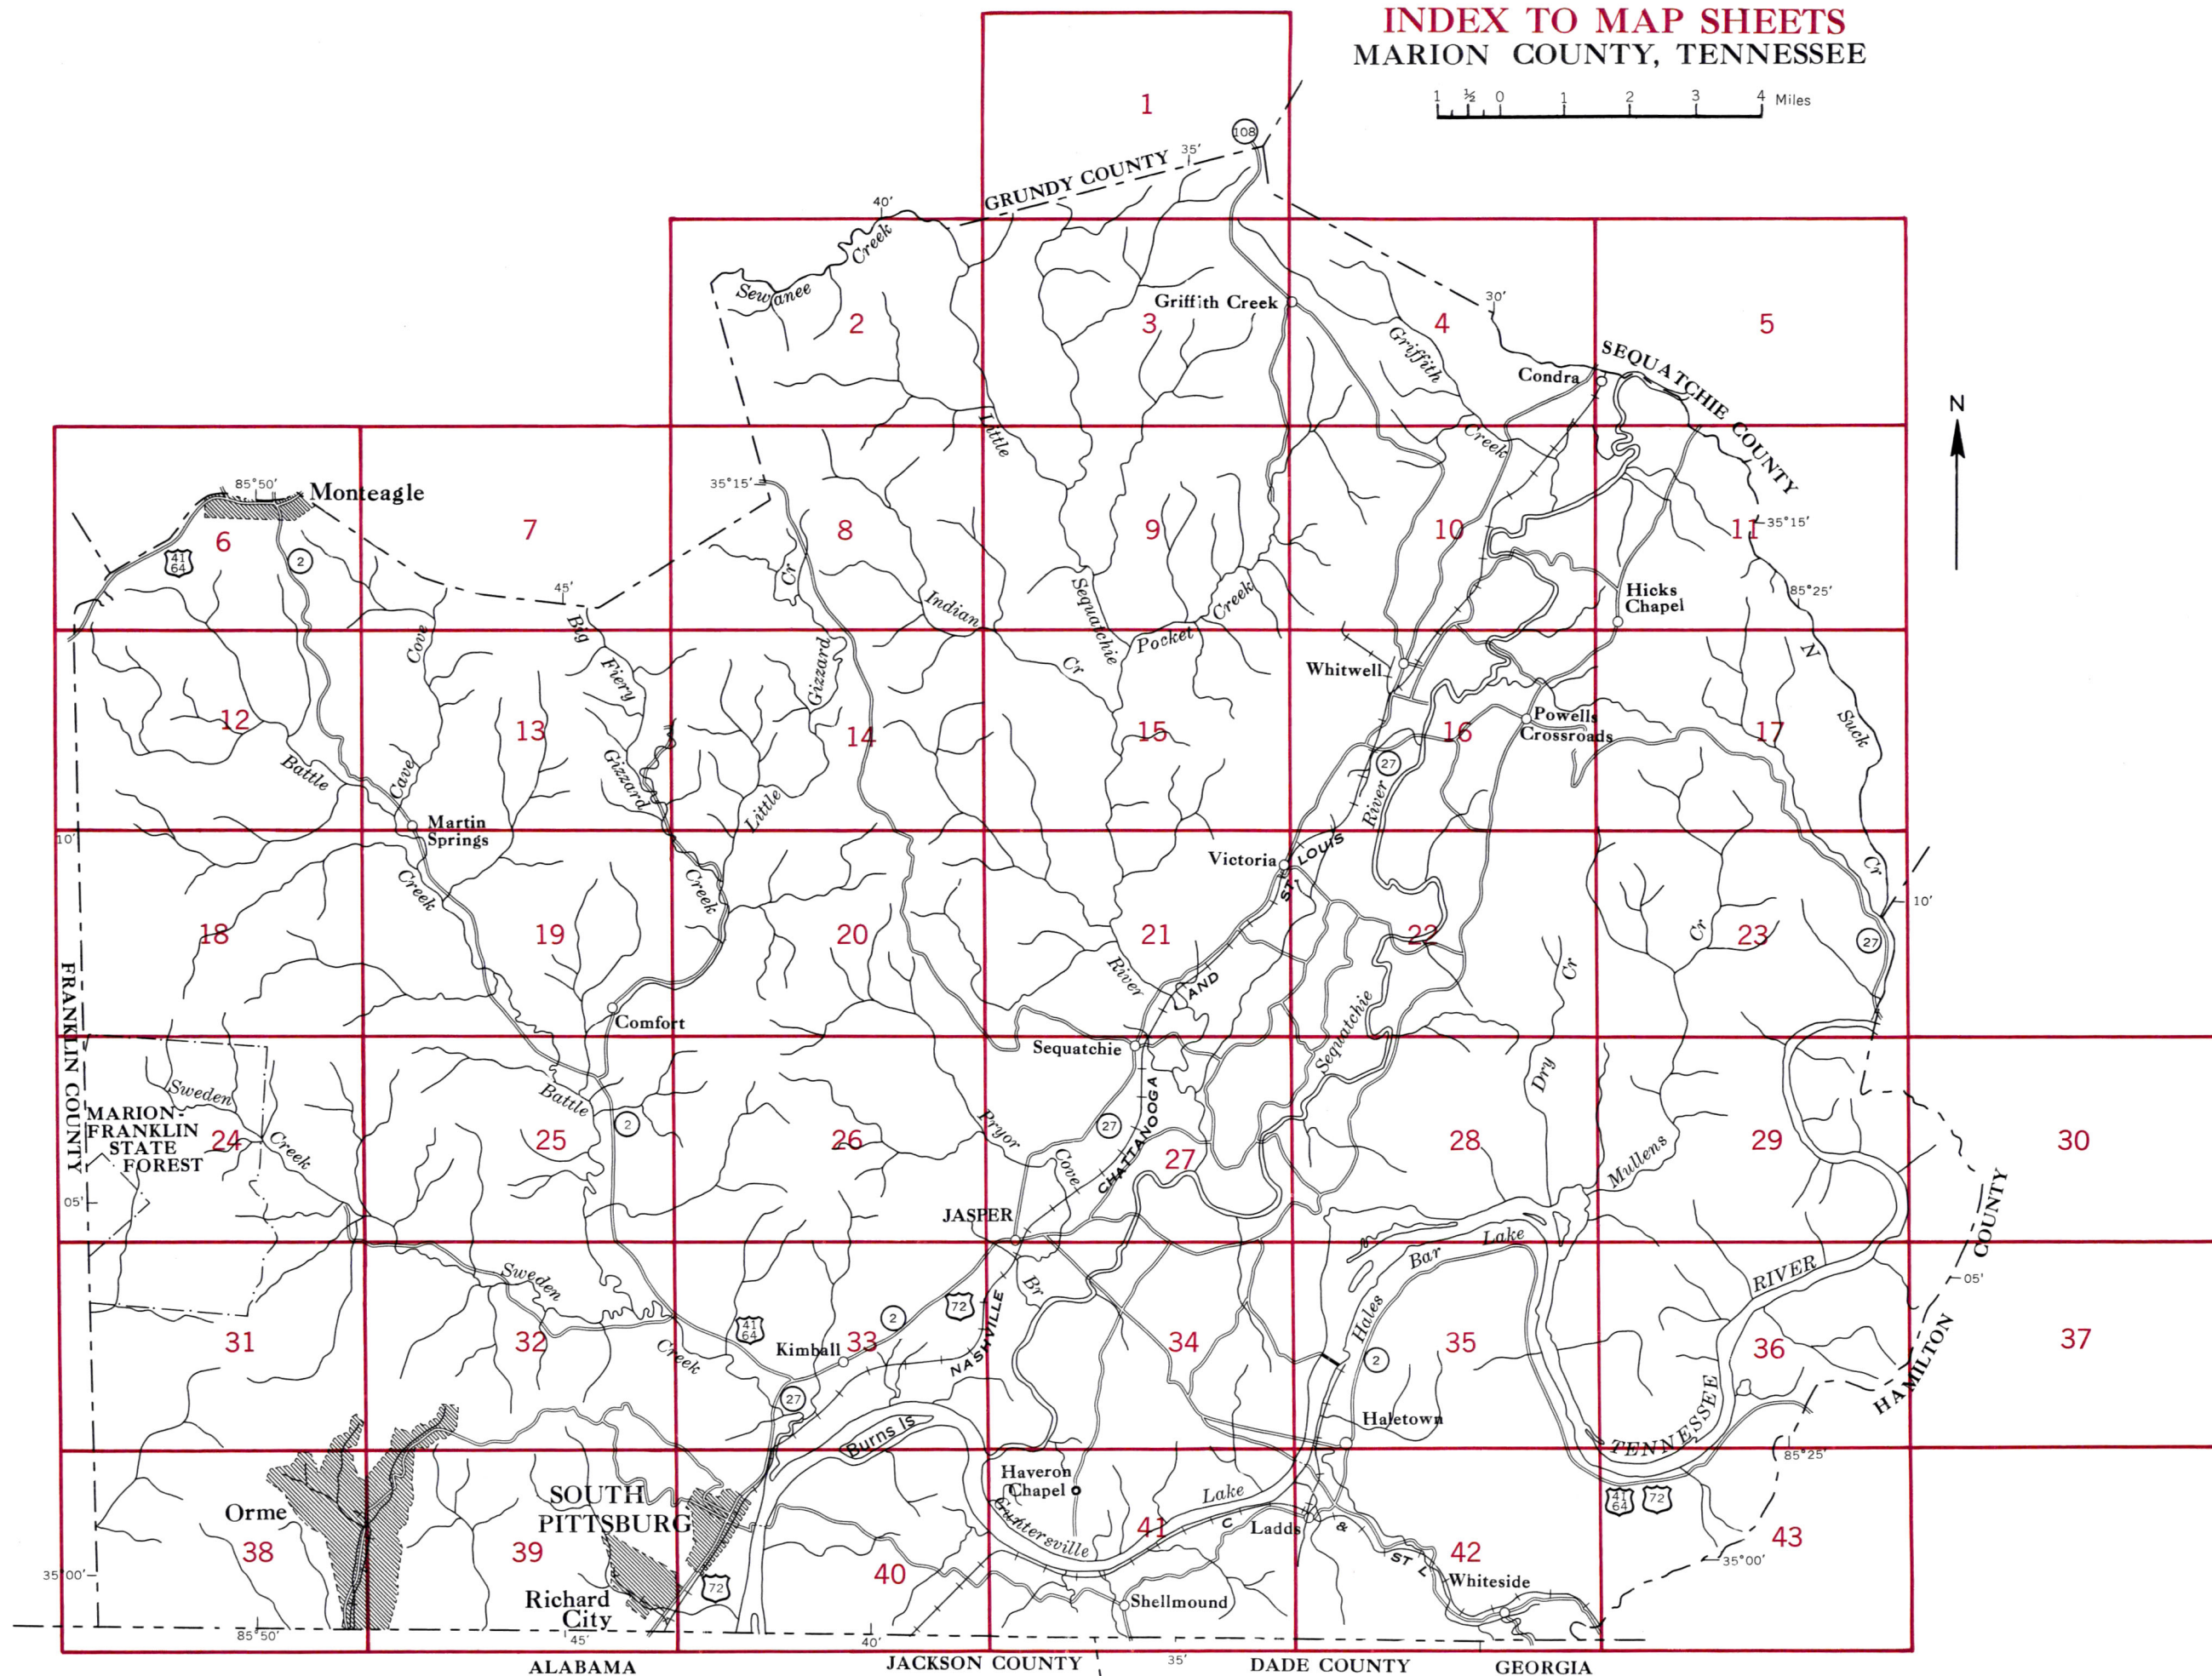 INDEX TO MAP SHEETS
MARION COUNTY, TENNESSEE
1 ½ 0 1 2 3 4 Miles
1
108
GRUNDY COUNTY
35'
40'
Sewanee Creek
2
Griffith Creek
3
4
30'
5
Griffith Creek
Condra
SEQUATCHIE COUNTY
N
Little
85°50'
Monteagle
35°15'
6
7
8
9
10
11
35°15'
41
64
2
45'
Cr
Indian
Sequatchie
Pocket Creek
Hicks
Chapel
85°25'
Cove
Big
Fiery
Gizzard
Gizzard
Cr
Whitwell
N
Suck
Cr
12
13
14
15
16
17
Powells
Crossroads
Battle
Cave
Little
27
River
Martin
Springs
10'
Creek
Creek
Victoria
ST. LOUIS
10'
18
19
20
21
22
23
Cr
27
FRANKLIN COUNTY
River
AND
Cr
Comfort
Sequatchie
Sequatchie
Sweden
Creek
MARION-
FRANKLIN
STATE
FOREST
24
Battle
25
2
26
Pryor
Cove
27
CHATTANOOGA
27
28
Dry
Mullens
29
30
05'
JASPER
COUNTY
Sweden
Br
Bar
Lake
RIVER
05'
31
32
41
64
Kimball
33
2
72
NASHVILLE
34
Hales
2
35
36
37
Creek
27
HAMILTON
Burns Is
Haletown
TENNESSEE
85°25'
Haveron
Chapel
SOUTH
PITTSBURG
Orme
Guntersville
Lake
41
64
72
38
39
40
41
C
Ladds
&
ST L
42
43
35°00'
35°00'
Richard
City
72
Whiteside
Shellmound
85°50'
45'
40'
35'
ALABAMA
JACKSON COUNTY
DADE COUNTY
GEORGIA